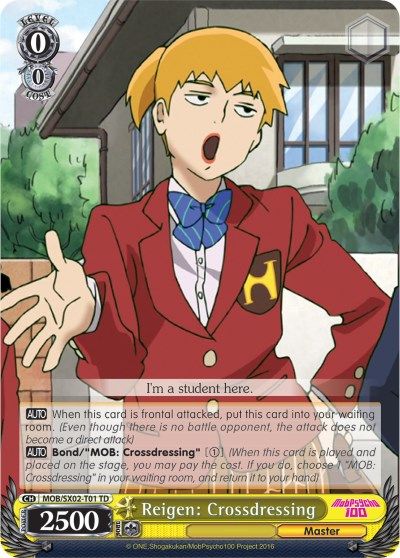 LEVEL
0
0
COST
H
I'm a student here.
AUTO When this card is frontal attacked, put this card into your waiting
room. (Even though there is no battle opponent, the attack does not
become a direct attack)
AUTO Bond/"MOB: Crossdressing" [①] (When this card is played and
placed on the stage, you may pay the cost. If you do, choose 1 "MOB:
Crossdressing" in your waiting room, and return it to your hand)
CH MOB/SX02-T01 TD
POWER 2500 SOUL Reigen: Crossdressing MobPsycho 100
Master
© ONE,Shogakukan/MobPsycho100 Project 2016